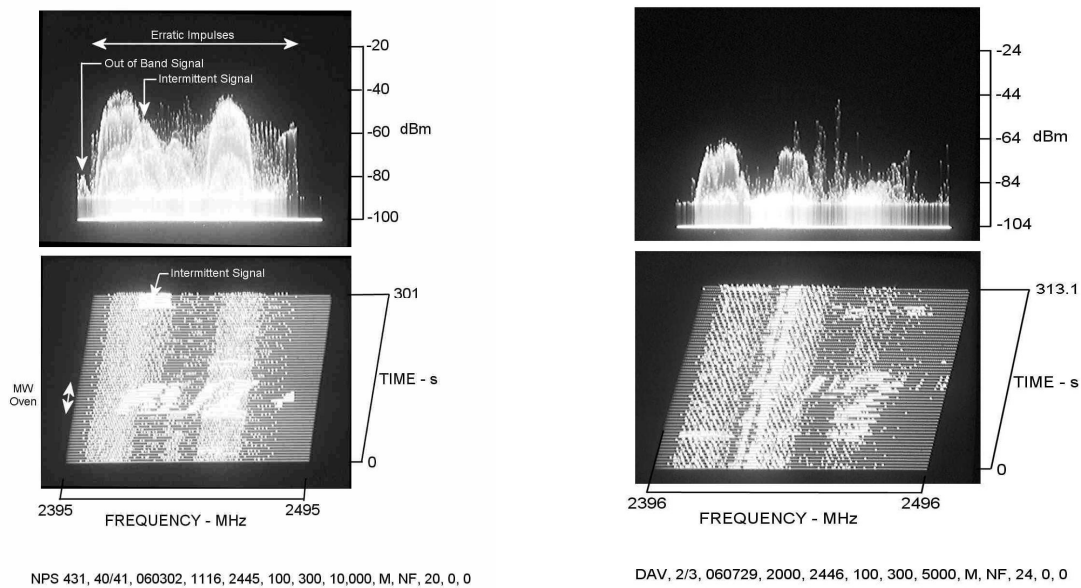 Erratic Impulses
Out of Band Signal
Intermittent Signal
-20
-40
-60
dBm
-80
-100
Intermittent Signal
301
MW
Oven
TIME - s
0
2395
2495
FREQUENCY - MHz
NPS 431, 40/41, 060302, 1116, 2445, 100, 300, 10,000, M, NF, 20, 0, 0
-24
-44
-64
dBm
-84
-104
313.1
TIME - s
0
2396
2496
FREQUENCY - MHz
DAV, 2/3, 060729, 2000, 2446, 100, 300, 5000, M, NF, 24, 0, 0